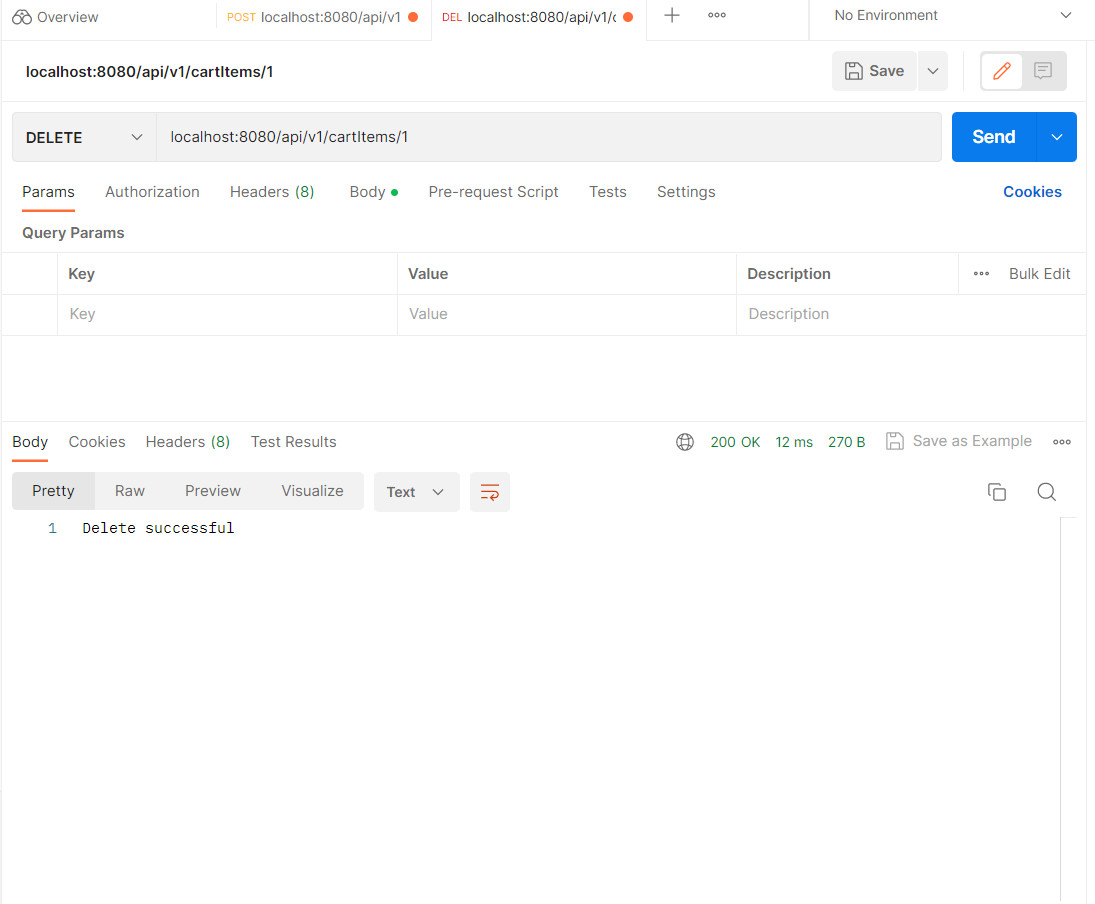 Overview
POST localhost:8080/api/v1
DEL localhost:8080/api/v1/c
No Environment
localhost:8080/api/v1/cartItems/1
Save
DELETE
localhost:8080/api/v1/cartItems/1
Send
Params Authorization Headers (8) Body Pre-request Script Tests Settings Cookies
Query Params
Key Value Description Bulk Edit
Key Value Description
Body Cookies Headers (8) Test Results 200 OK 12 ms 270 B Save as Example
Pretty Raw Preview Visualize Text
1 Delete successful